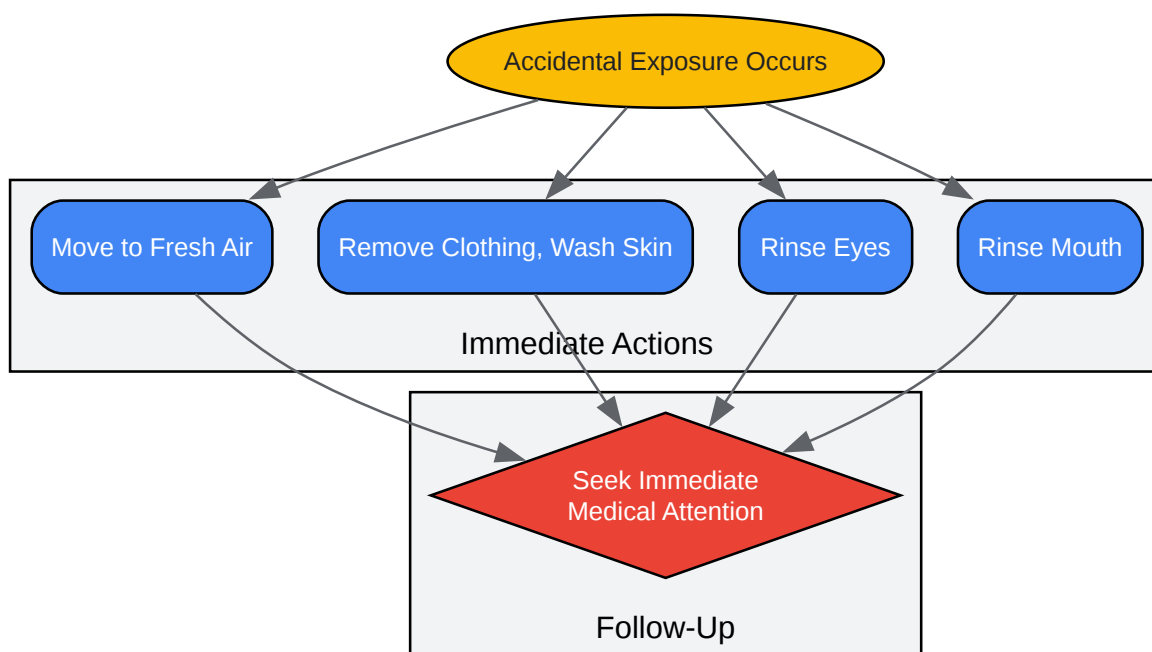 Accidental Exposure Occurs
Move to Fresh Air
Remove Clothing, Wash Skin
Rinse Eyes
Rinse Mouth
Immediate Actions
Seek Immediate
Medical Attention
Follow-Up